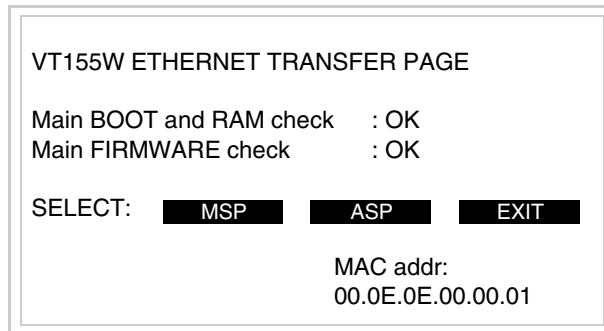 VT155W ETHERNET TRANSFER PAGE
Main BOOT and RAM check : OK
Main FIRMWARE check : OK
SELECT: MSP ASP EXIT
MAC addr:
00.0E.0E.00.00.01